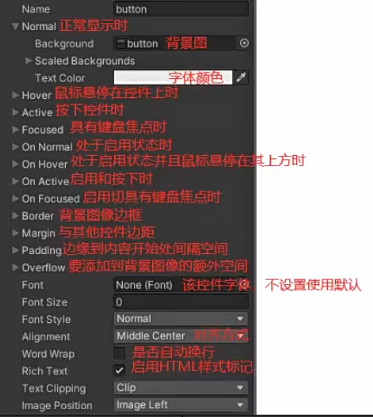 Name button
Normal 正常显示时
Background button 背景图
Scaled Backgrounds
Text Color 字体颜色
Hover 鼠标悬停在控件上时
Active 按下控件时
Focused 具有键盘焦点时
On Normal 处于启用状态时
On Hover 处于启用状态并且鼠标悬停在其上方时
On Active 启用和按下时
On Focused 启用切具有键盘焦点时
Border 背景图像边框
Margin 与其他控件边距
Padding 边缘到内容开始处间隔空间
Overflow 要添加到背景图像的额外空间
Font None (Font) 该控件字体 不设置使用默认
Font Size 0
Font Style Normal
Alignment Middle Center 对齐方式
Word Wrap 是否自动换行
Rich Text 启用HTML样式标记
Text Clipping Clip
Image Position Image Left